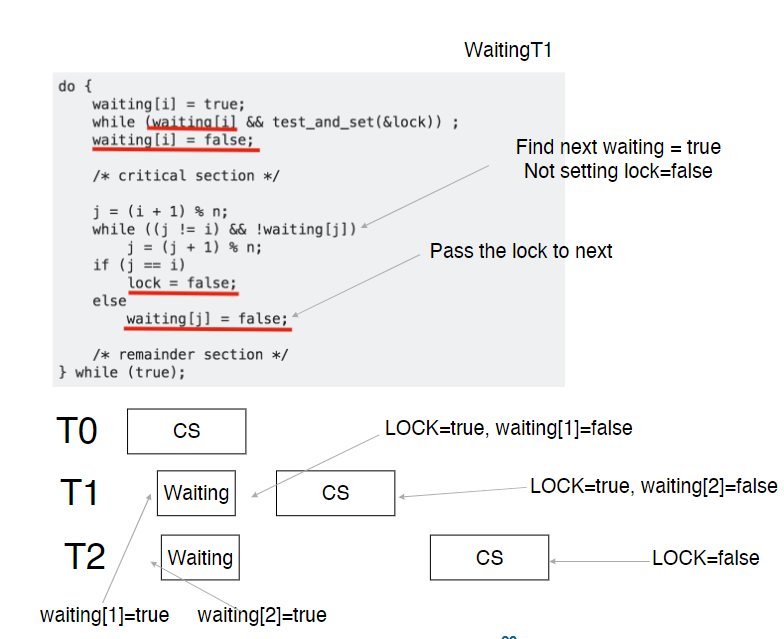 WaitingT1
do {
waiting[i] = true;
while (waiting[i] && test_and_set(&lock)) ;
waiting[i] = false;
/* critical section */
j = (i + 1) % n;
while ((j != i) && !waiting[j])
j = (j + 1) % n;
if (j == i)
lock = false;
else
waiting[j] = false;
/* remainder section */
} while (true);
Find next waiting = true
Not setting lock=false
Pass the lock to next
T0
CS
LOCK=true, waiting[1]=false
T1
Waiting
CS
LOCK=true, waiting[2]=false
T2
Waiting
CS
LOCK=false
waiting[1]=true
waiting[2]=true